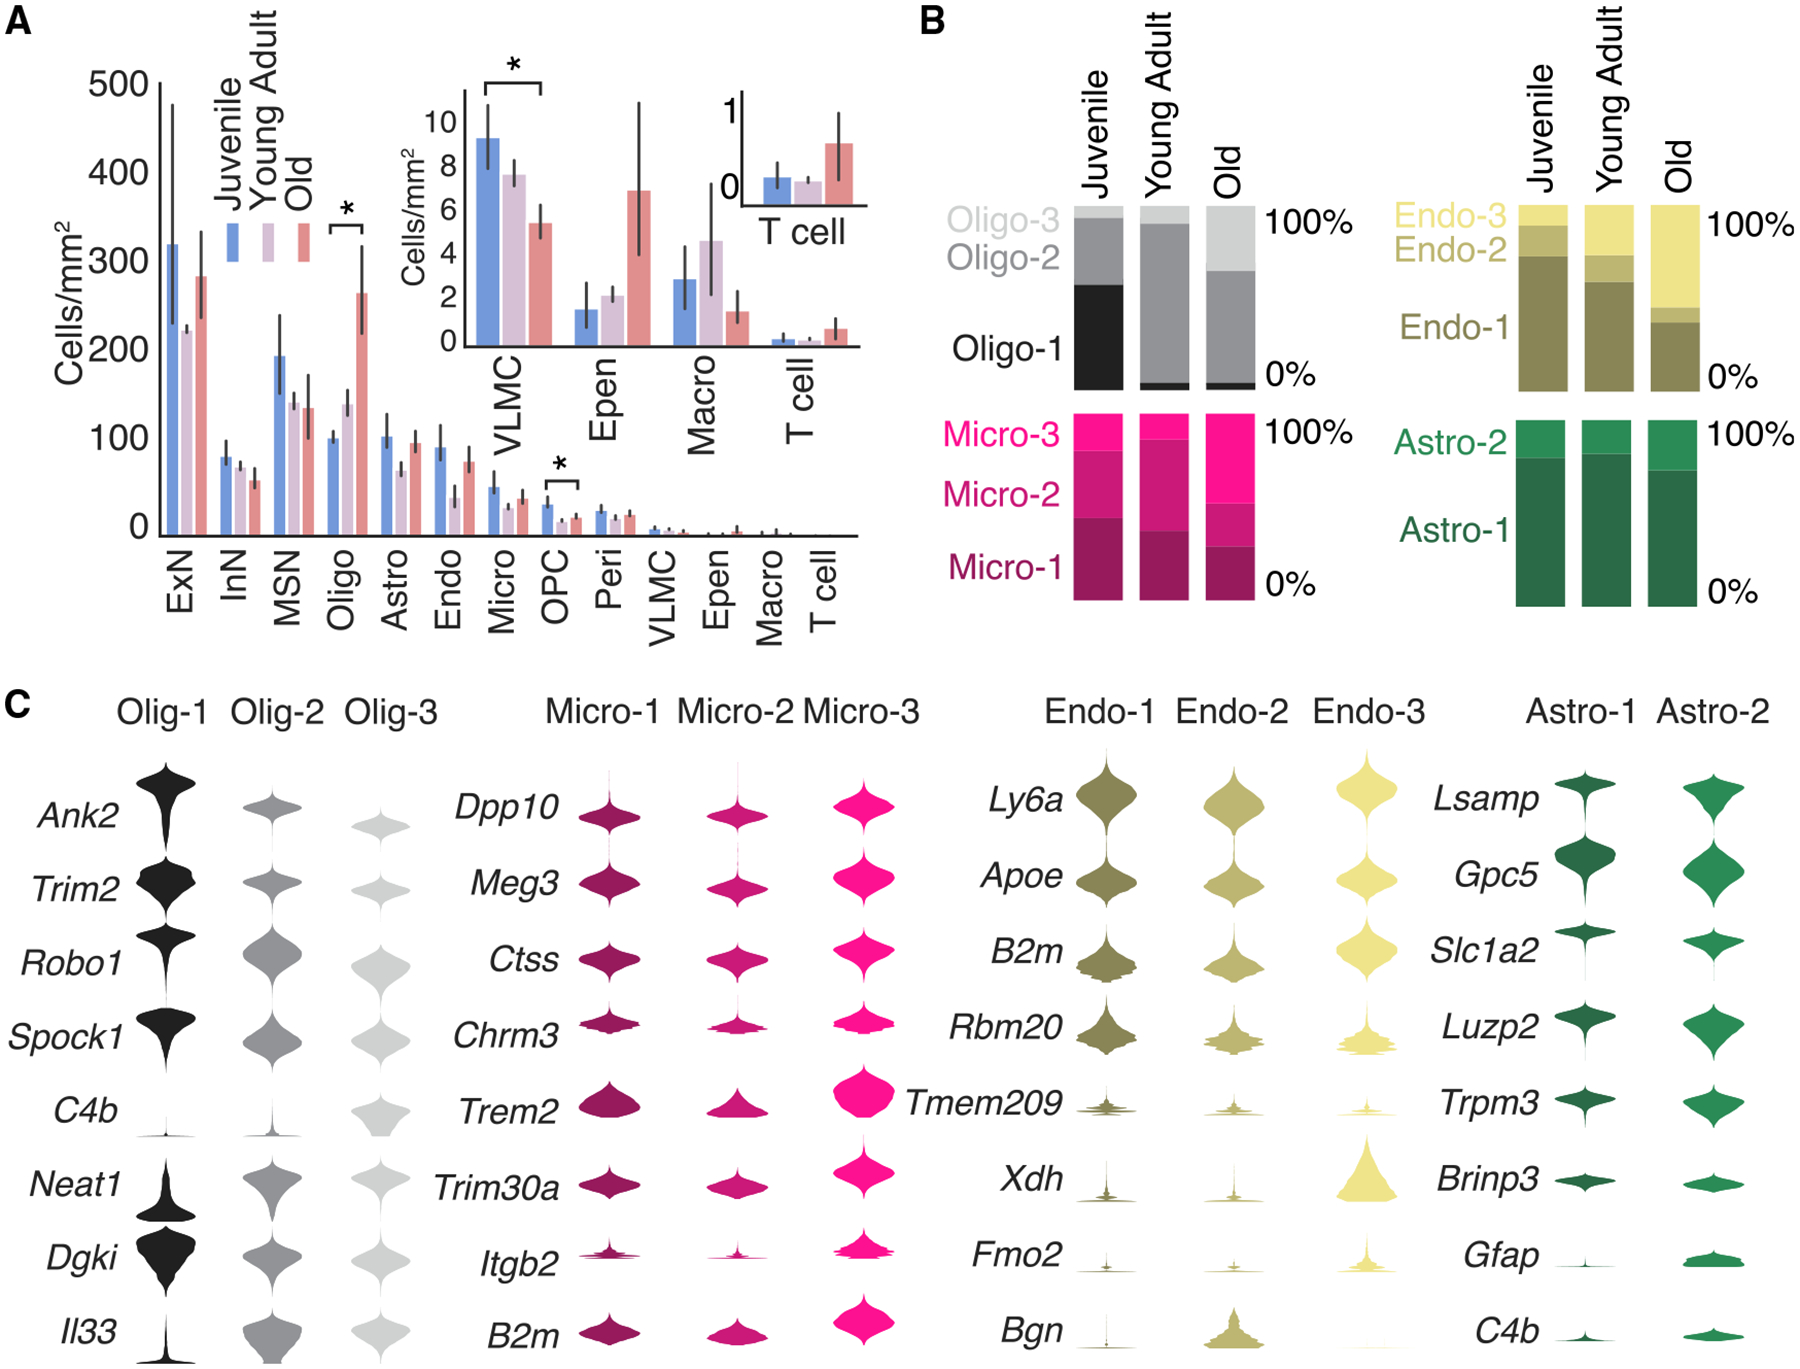 A
Cells/mm²
500
400
300
200
100
0
Juvenile
Young Adult
Old
*
*
ExN
InN
MSN
Oligo
Astro
Endo
Micro
OPC
Peri
VLMC
Epen
Macro
T cell
Cells/mm²
10
8
6
4
2
0
*
VLMC
Epen
Macro
T cell
1
0
T cell
B
Juvenile
Young Adult
Old
Oligo-3
Oligo-2
Oligo-1
100%
0%
Micro-3
Micro-2
Micro-1
100%
0%
Juvenile
Young Adult
Old
Endo-3
Endo-2
Endo-1
100%
0%
Astro-2
Astro-1
100%
0%
C
Olig-1 Olig-2 Olig-3
Ank2
Trim2
Robo1
Spock1
C4b
Neat1
Dgki
Il33
Micro-1 Micro-2 Micro-3
Dpp10
Meg3
Ctss
Chrm3
Trem2
Trim30a
Itgb2
B2m
Endo-1 Endo-2 Endo-3
Ly6a
Apoe
B2m
Rbm20
Tmem209
Xdh
Fmo2
Bgn
Astro-1 Astro-2
Lsamp
Gpc5
Slc1a2
Luzp2
Trpm3
Brinp3
Gfap
C4b